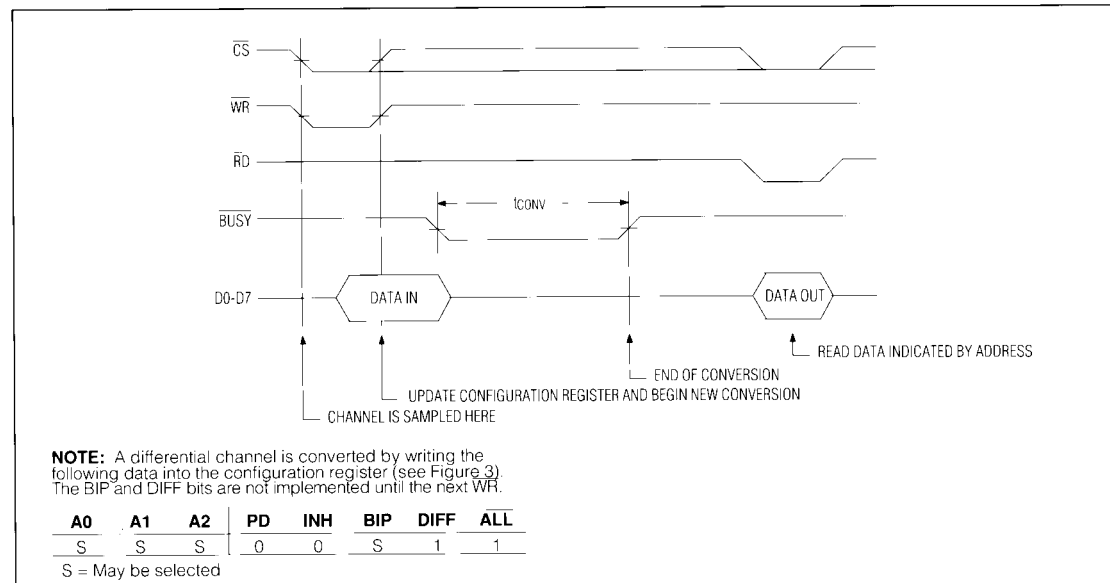 CS
WR
RD
BUSY
tCONV
D0-D7
DATA IN
DATA OUT
READ DATA INDICATED BY ADDRESS
END OF CONVERSION
UPDATE CONFIGURATION REGISTER AND BEGIN NEW CONVERSION
CHANNEL IS SAMPLED HERE
NOTE: A differential channel is converted by writing the
following data into the configuration register (see Figure 3).
The BIP and DIFF bits are not implemented until the next WR.
A0 A1 A2 PD INH BIP DIFF ALL
S S S 0 0 S 1 1
S = May be selected